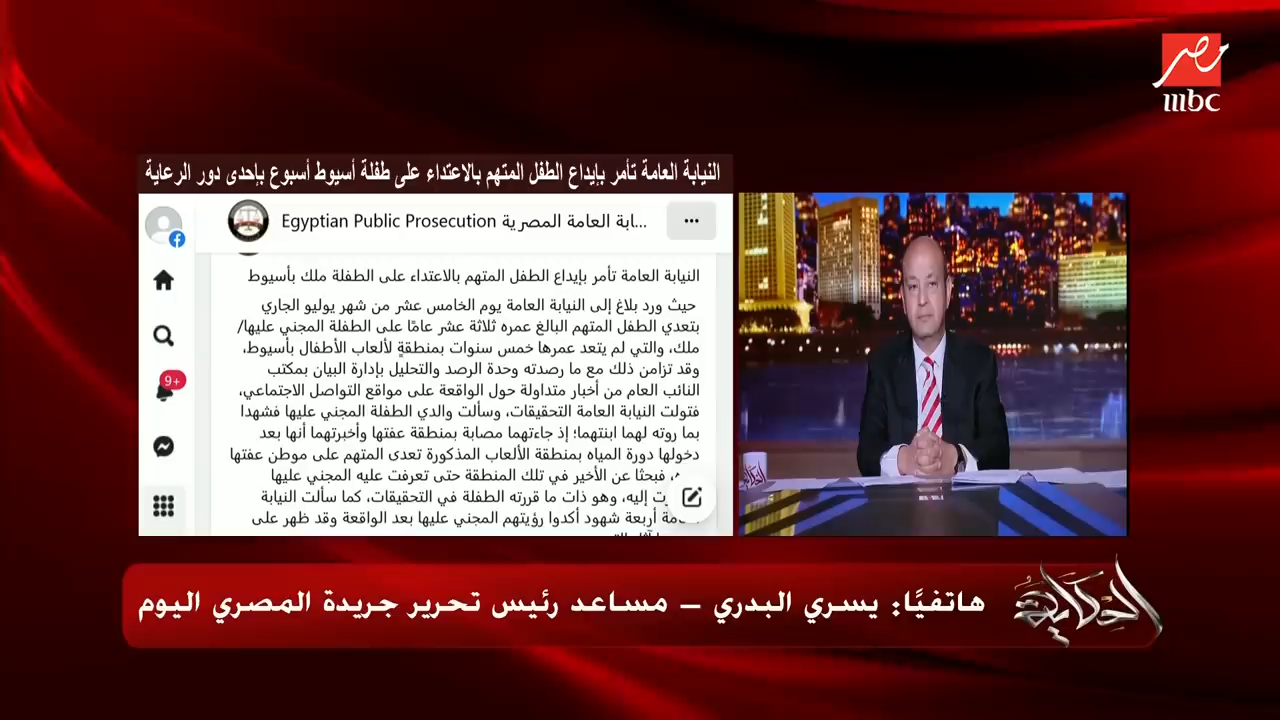 مصر
mbc
النيابة العامة تأمر بإيداع الطفل المتهم بالاعتداء على طفلة أسيوط أسبوع بإحدى دور الرعاية
Egyptian Public Prosecution ابة العامة المصرية...
النيابة العامة تأمر بإيداع الطفل المتهم بالاعتداء على الطفلة ملك بأسيوط
حيث ورد بلاغ إلى النيابة العامة يوم الخامس عشر من شهر يوليو الجاري
بتعدي الطفل المتهم البالغ عمره ثلاثة عشر عامًا على الطفلة المجني عليها/
ملك، والتي لم يتعد عمرها خمس سنوات بمنطقةٍ لألعاب الأطفال بأسيوط،
وقد تزامن ذلك مع ما رصدته وحدة الرصد والتحليل بإدارة البيان بمكتب
النائب العام من أخبار متداولة حول الواقعة على مواقع التواصل الاجتماعي،
9+
فتولت النيابة العامة التحقيقات، وسألت والدي الطفلة المجني عليها فشهدا
بما روته لهما ابنتهما؛ إذ جاءتهما مصابة بمنطقة عفتها وأخبرتهما أنها بعد
دخولها دورة المياه بمنطقة الألعاب المذكورة تعدى المتهم على موطن عفتها
، فبحثا عن الأخير في تلك المنطقة حتى تعرفت عليه المجني عليها
رت إليه، وهو ذات ما قررته الطفلة في التحقيقات، كما سألت النيابة
أربعة شهود أكدوا رؤيتهم المجني عليها بعد الواقعة وقد ظهر على
الحكاية
هاتفيًا: يسري البدري – مساعد رئيس تحرير جريدة المصري اليوم
الحكاية